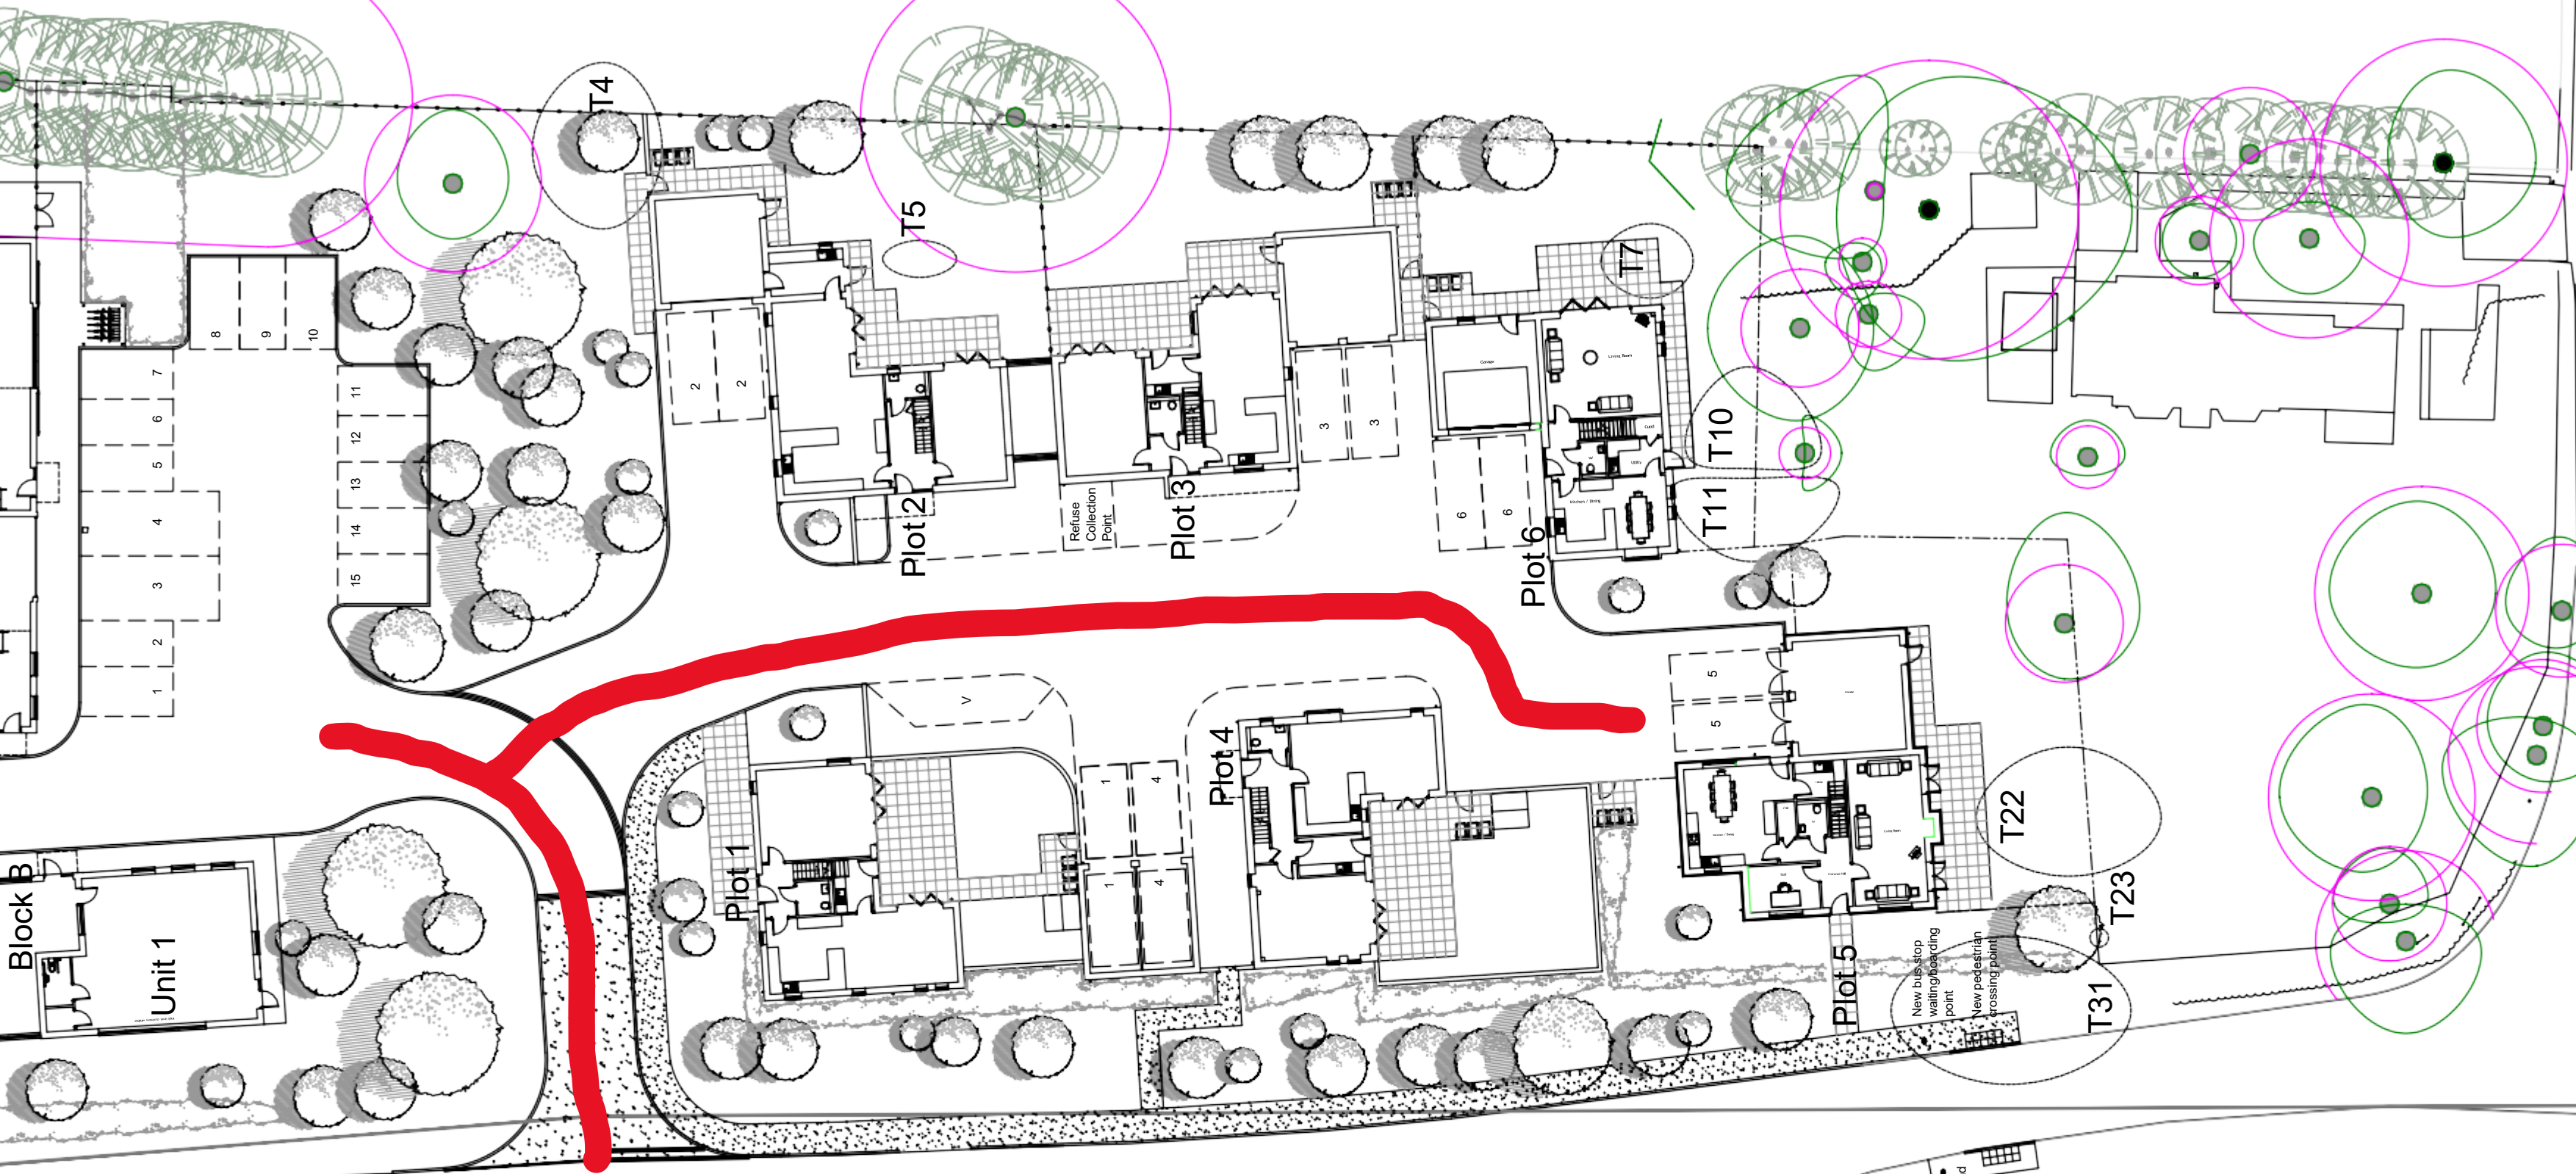 T4
T5
T7
8
9
10
7
6
5
4
3
2
1
11
12
13
14
15
2
2
3
3
6
6
Garage
Living Room
T10
T11
Refuse
Collection
Point
Plot 2
Plot 3
Plot 6
V
Plot 4
1
4
1
4
5
5
Plot 1
T22
T23
Block B
Unit 1
Plot 5
New bus stop
waiting/boarding
point
New pedestrian
crossing point
T31